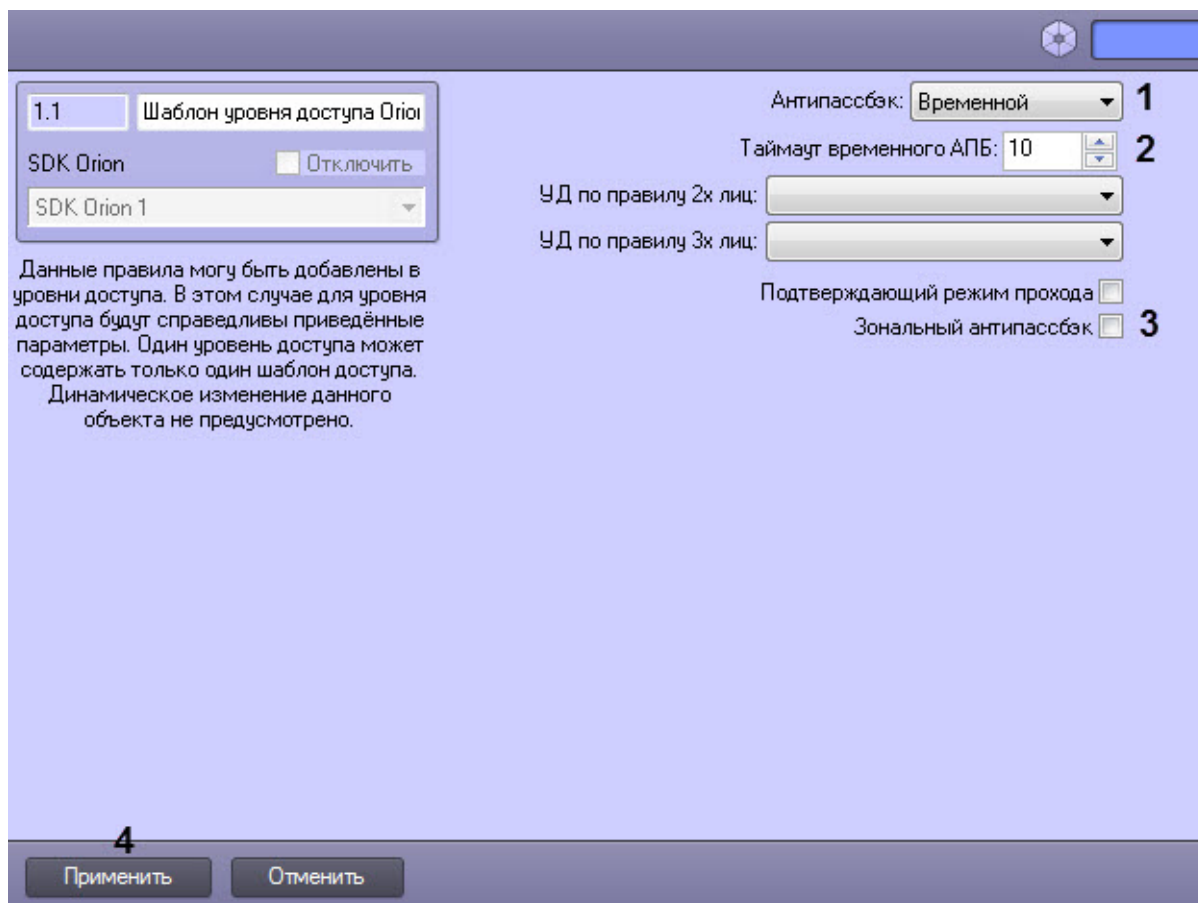 1.1
Шаблон уровня доступа Orio
SDK Orion
Отключить
SDK Orion 1
Данные правила могу быть добавлены в
уровни доступа. В этом случае для уровня
доступа будут справедливы приведённые
параметры. Один уровень доступа может
содержать только один шаблон доступа.
Динамическое изменение данного
объекта не предусмотрено.
Антипассбэк: Временной 1
Таймаут временного АПБ: 10 2
УД по правилу 2х лиц:
УД по правилу 3х лиц:
Подтверждающий режим прохода
Зональный антипассбэк 3
4
Применить Отменить